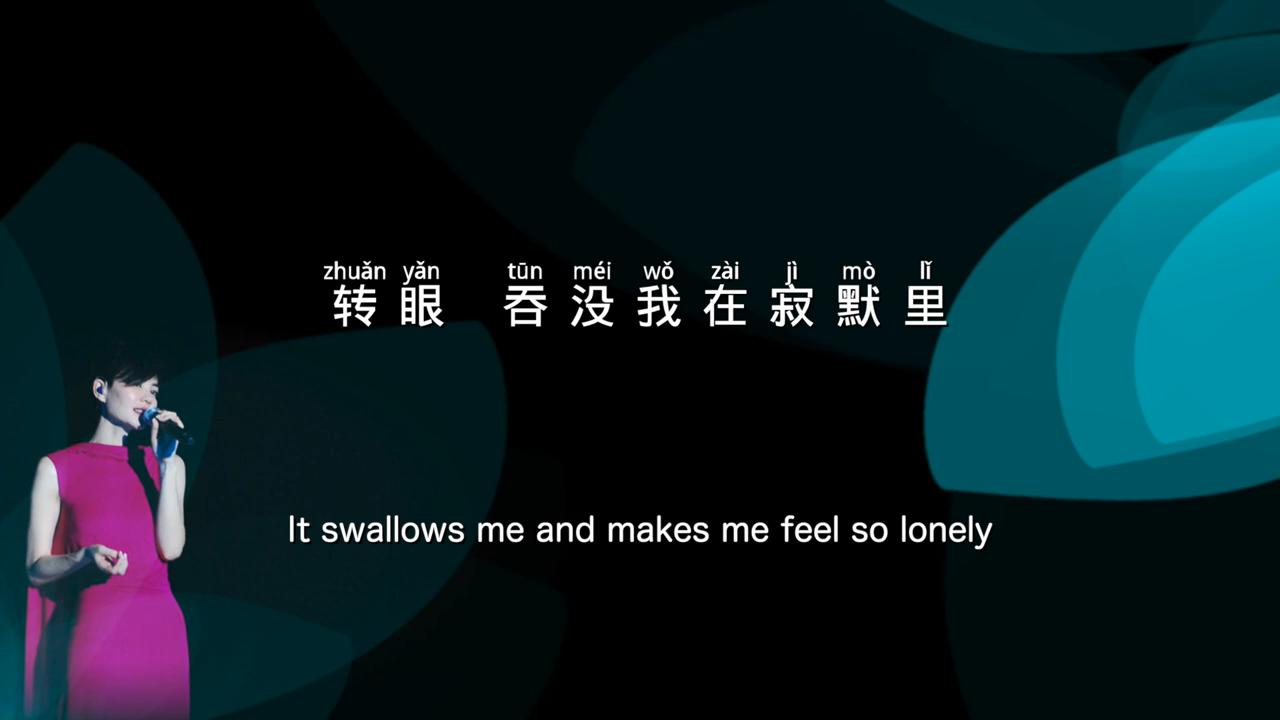 zhuǎn yǎn tūn méi wǒ zài jì mò lǐ
转眼 吞没我在寂默里
It swallows me and makes me feel so lonely